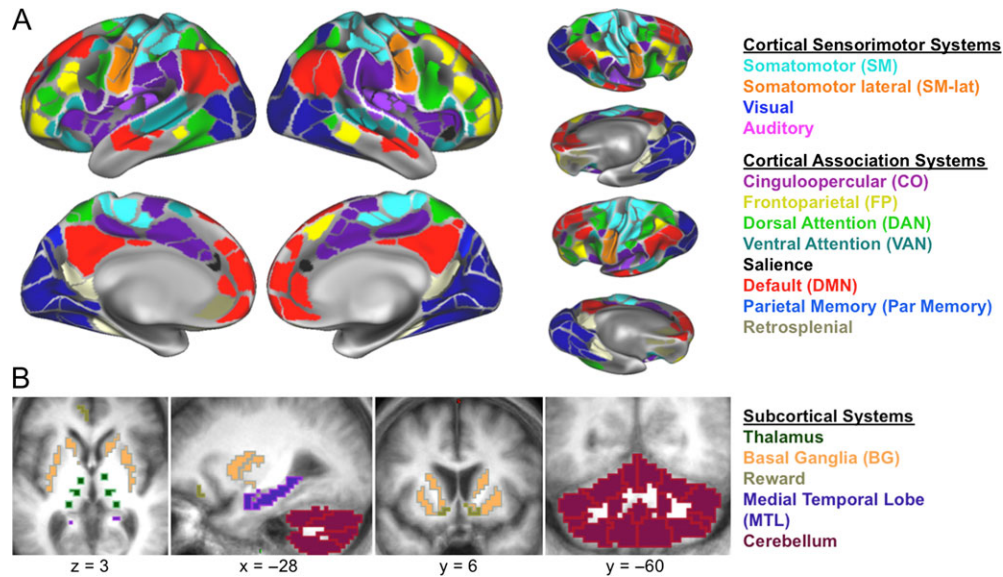 A
Cortical Sensorimotor Systems
Somatomotor (SM)
Somatomotor lateral (SM-lat)
Visual
Auditory
Cortical Association Systems
Cinguloopercular (CO)
Frontoparietal (FP)
Dorsal Attention (DAN)
Ventral Attention (VAN)
Salience
Default (DMN)
Parietal Memory (Par Memory)
Retrosplenial
B
Subcortical Systems
Thalamus
Basal Ganglia (BG)
Reward
Medial Temporal Lobe
(MTL)
Cerebellum
z = 3
x = –28
y = 6
y = –60